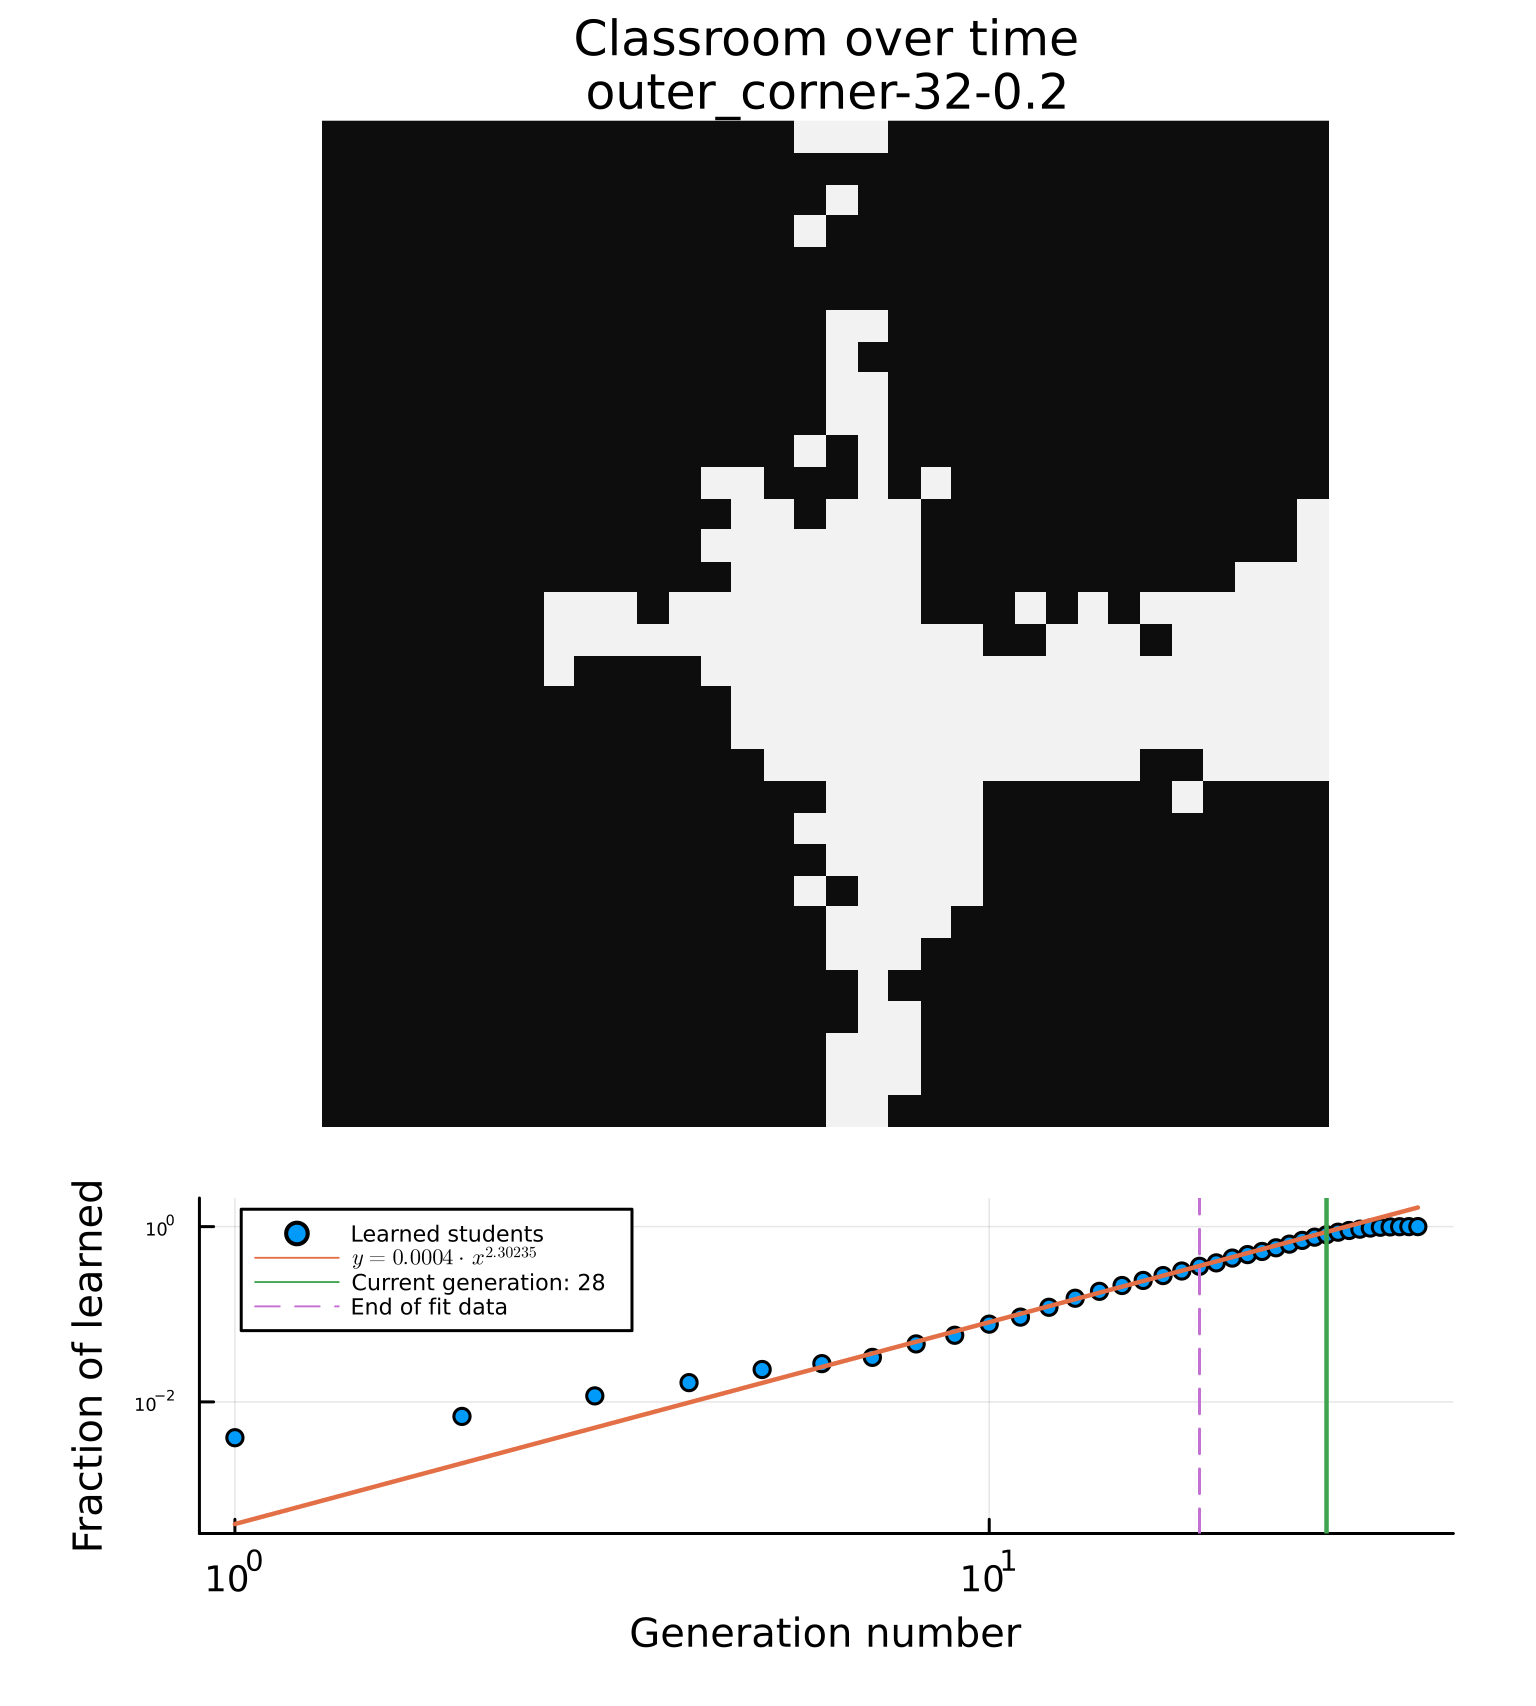 Classroom over time
outer_corner-32-0.2
Fraction of learned
10^0
10^−2
Learned students
y = 0.0004 · x^2.30235
Current generation: 28
End of fit data
10^0
10^1
Generation number